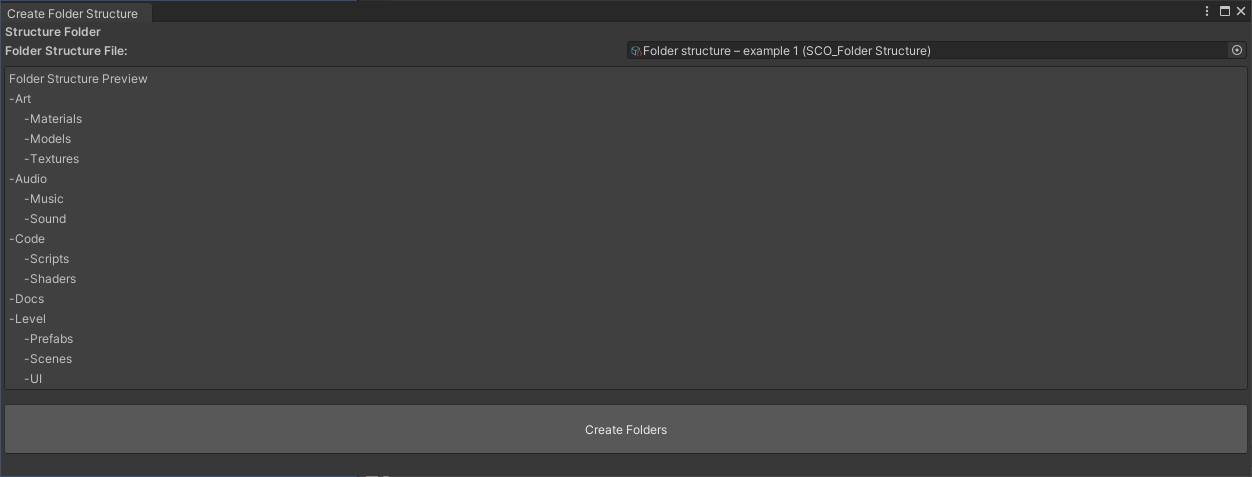 Create Folder Structure
Structure Folder
Folder Structure File: Folder structure – example 1 (SCO_Folder Structure)
Folder Structure Preview
-Art
-Materials
-Models
-Textures
-Audio
-Music
-Sound
-Code
-Scripts
-Shaders
-Docs
-Level
-Prefabs
-Scenes
-UI
Create Folders